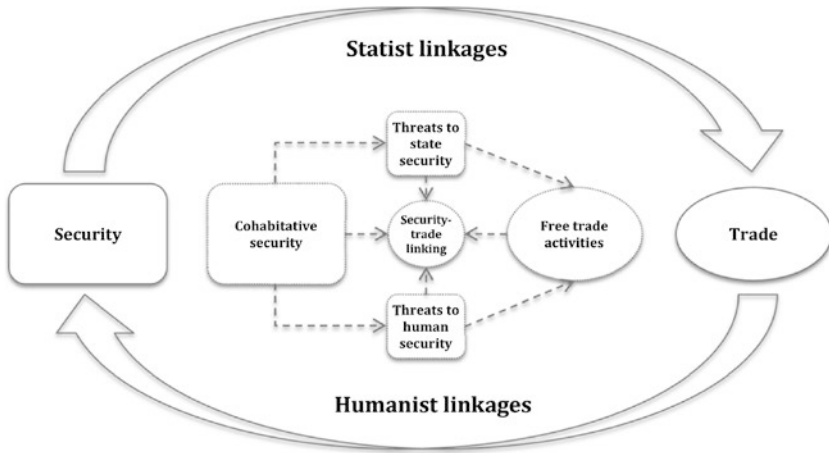 Statist linkages
Threats to
state
security
Security
Cohabitative
security
Security-
trade
linking
Free trade
activities
Trade
Threats to
human
security
Humanist linkages